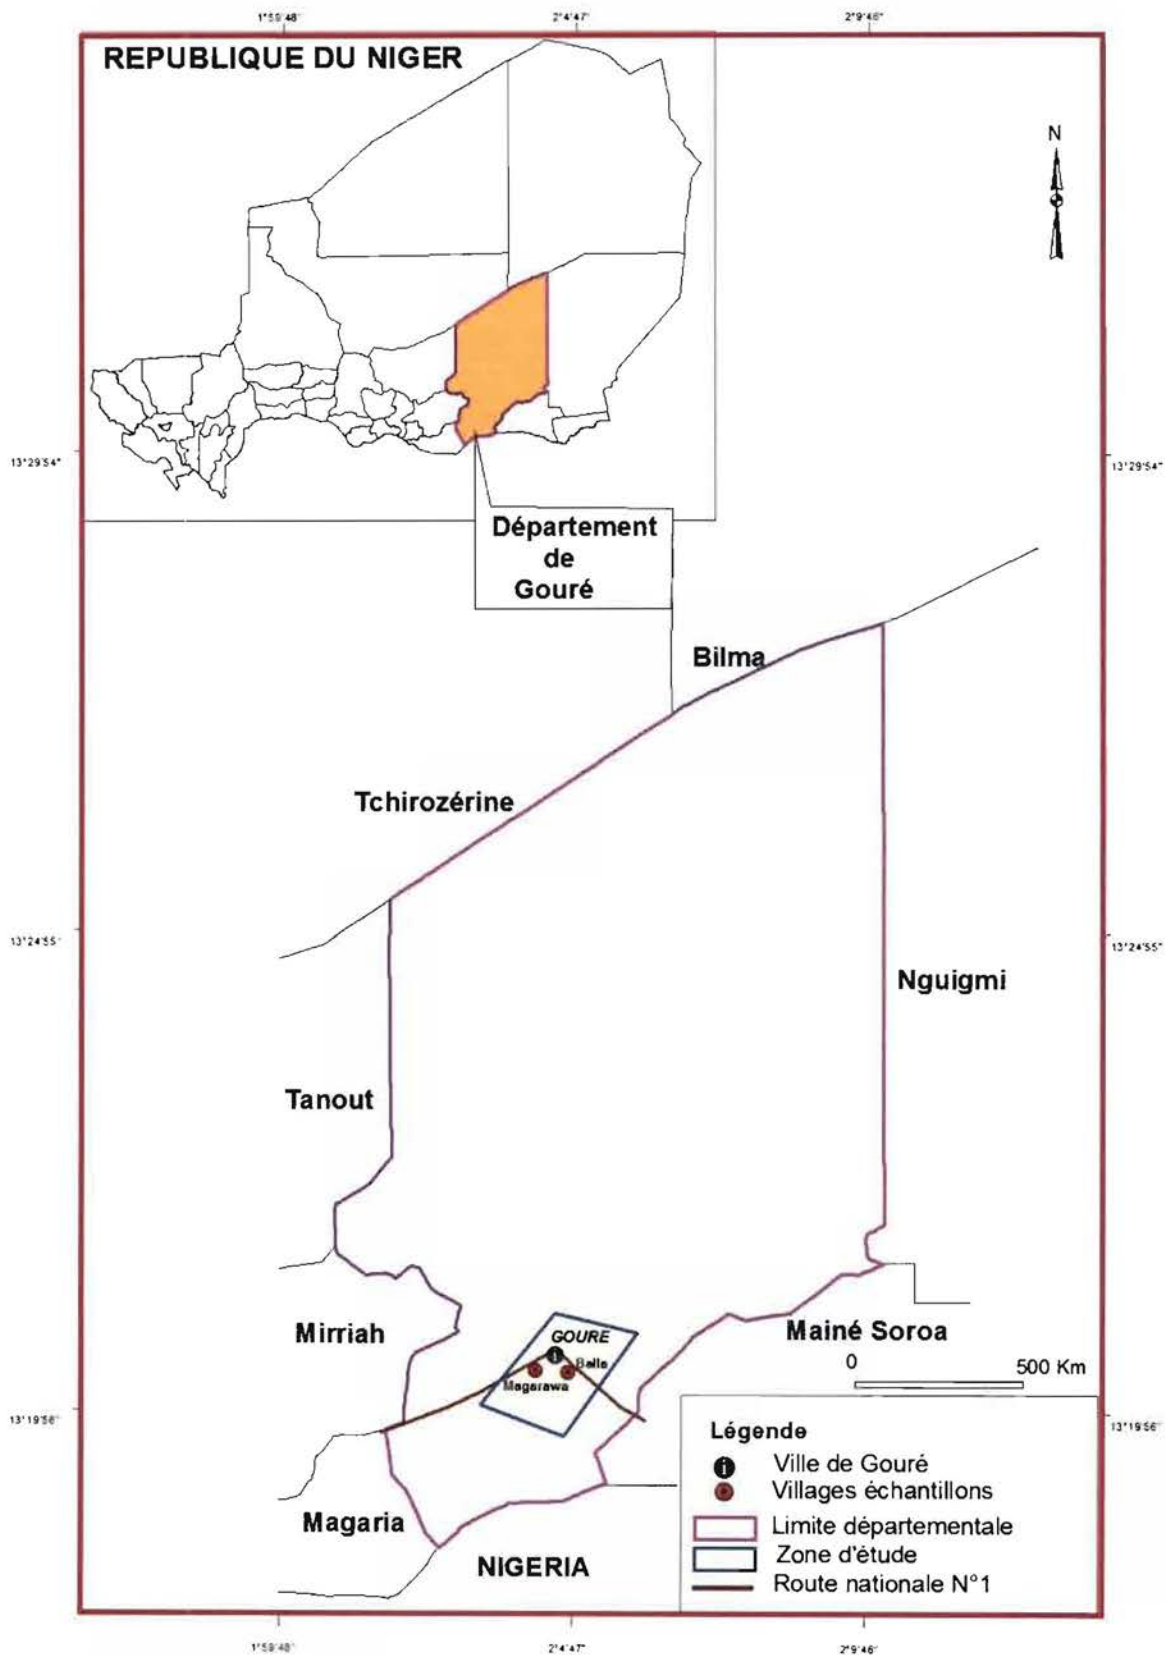 1°59'48"
2°4'47"
2°9'46"
REPUBLIQUE DU NIGER
N
13°29'54"
13°29'54"
Département
de
Gouré
Bilma
Tchirozérine
13°24'55"
13°24'55"
Nguigmi
Tanout
Mirriah
GOURE
Balla
Magarawa
Mainé Soroa
0
500 Km
13°19'56"
13°19'56"
Légende
Ville de Gouré
Villages échantillons
Limite départementale
Zone d'étude
Route nationale N°1
Magaria
NIGERIA
1°59'48"
2°4'47"
2°9'46"